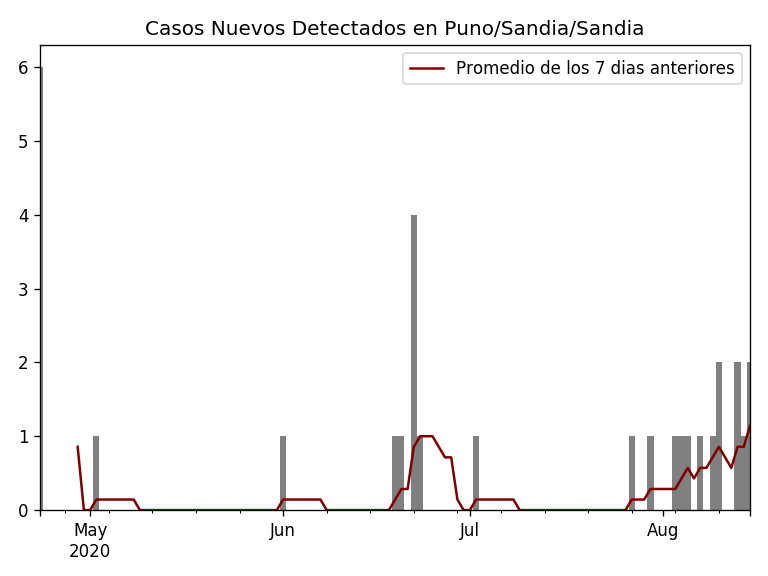 Casos Nuevos Detectados en Puno/Sandia/Sandia
Promedio de los 7 dias anteriores
6
5
4
3
2
1
0
May
2020
Jun
Jul
Aug